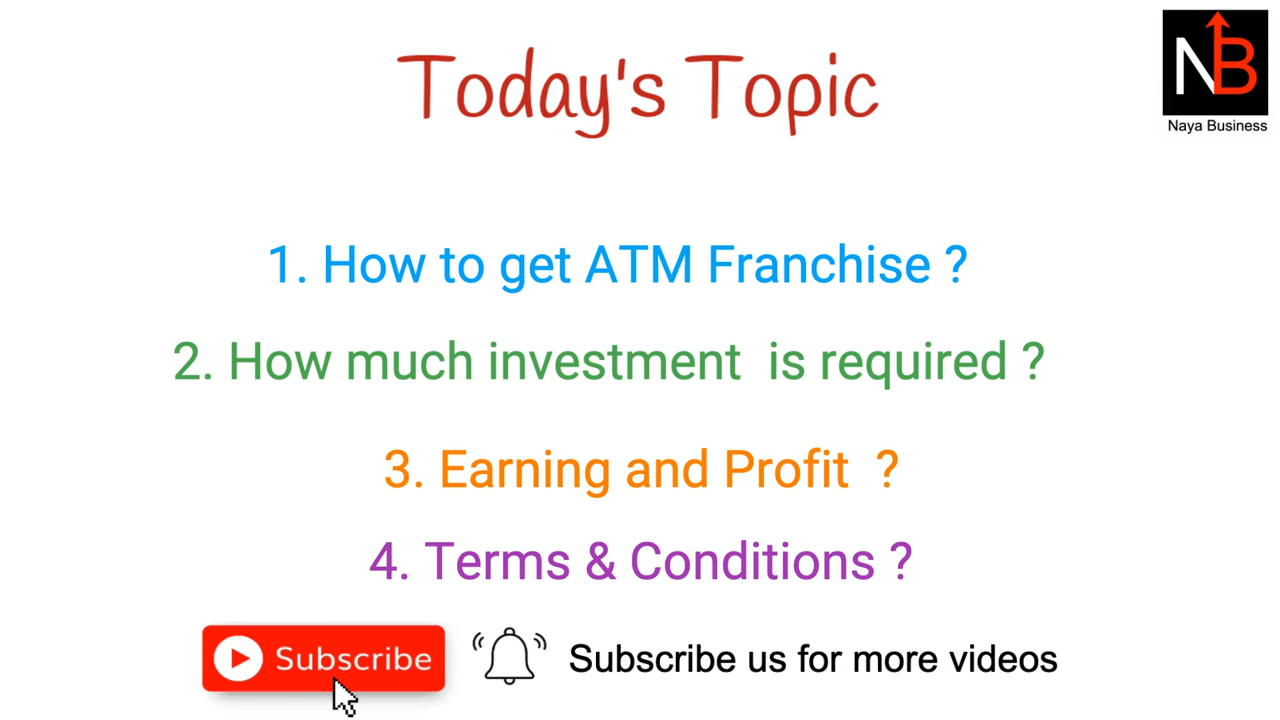 Today's Topic
NB
Naya Business
1. How to get ATM Franchise ?
2. How much investment  is required ?
3. Earning and Profit  ?
4. Terms & Conditions ?
Subscribe
Subscribe us for more videos